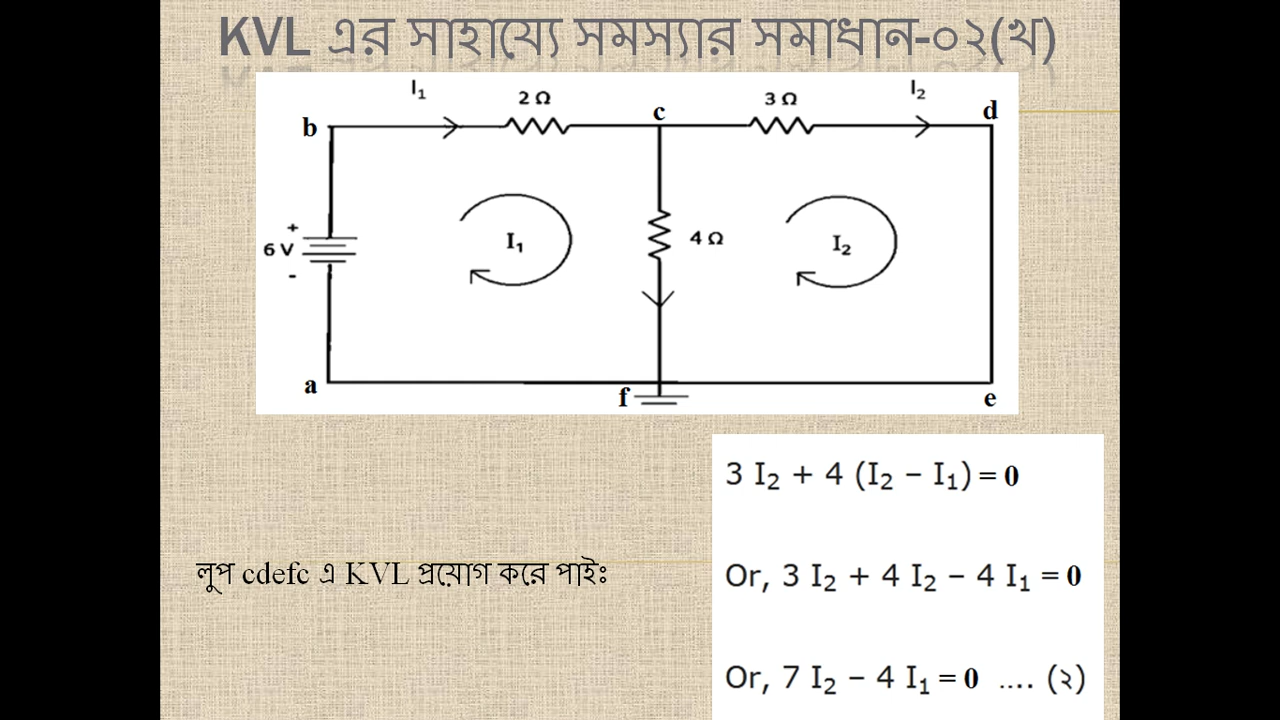 KVL এর সাহায্যে সমস্যার সমাধান-০২(খ)
I₁ 2 Ω c 3 Ω I₂ d
b
+
6 V
-
I₁
4 Ω
I₂
a
f
e
3 I₂ + 4 (I₂ – I₁) = 0
লুপ cdefc এ KVL প্রয়োগ করে পাইঃ
Or, 3 I₂ + 4 I₂ – 4 I₁ = 0
Or, 7 I₂ – 4 I₁ = 0 .... (২)